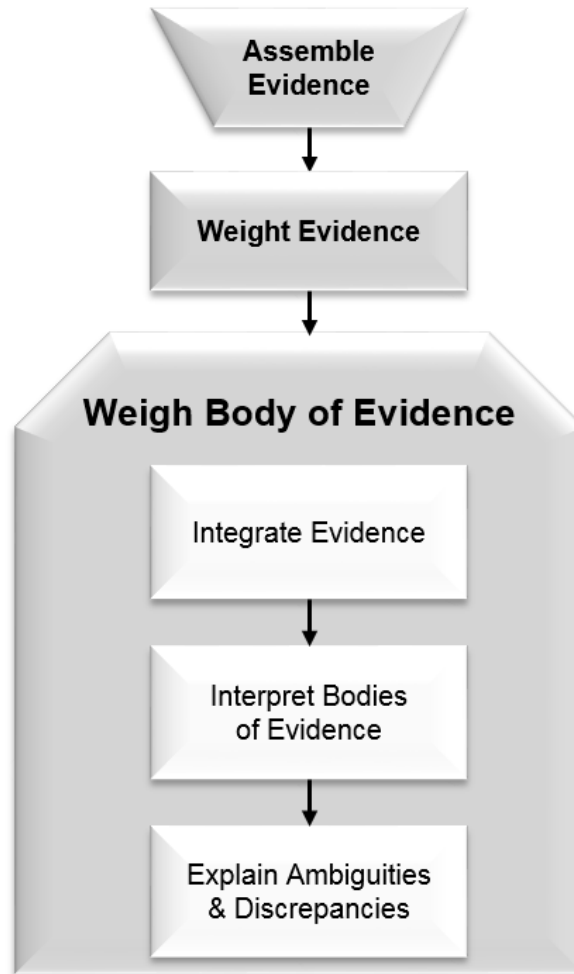 Assemble
Evidence
Weight Evidence
Weigh Body of Evidence
Integrate Evidence
Interpret Bodies
of Evidence
Explain Ambiguities
& Discrepancies